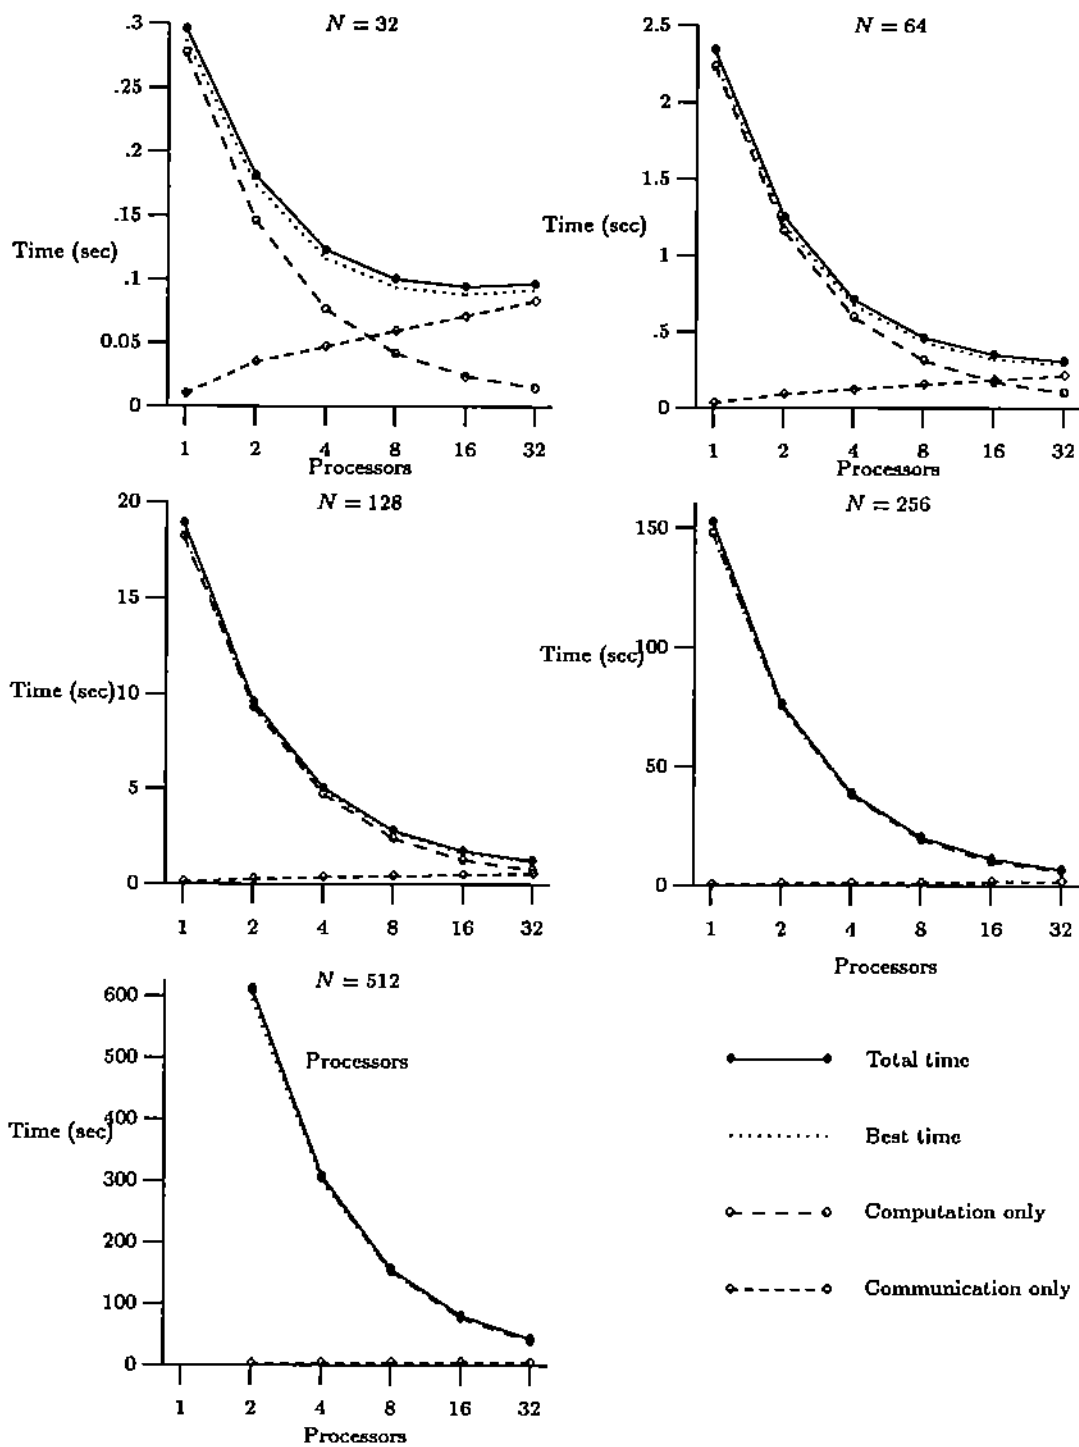 N = 32
.3
.25
.2
.15
Time (sec)
.1
0.05
0
1 2 4 8 16 32
Processors
N = 64
2.5
2
1.5
Time (sec)
1
.5
0
1 2 4 8 16 32
Processors
N = 128
20
15
Time (sec)
10
5
0
1 2 4 8 16 32
N = 256
150
Time (sec)
100
50
0
1 2 4 8 16 32
Processors
N = 512
600
500
Processors
400
Time (sec)
300
200
100
0
1 2 4 8 16 32
Processors
Total time
Best time
Computation only
Communication only